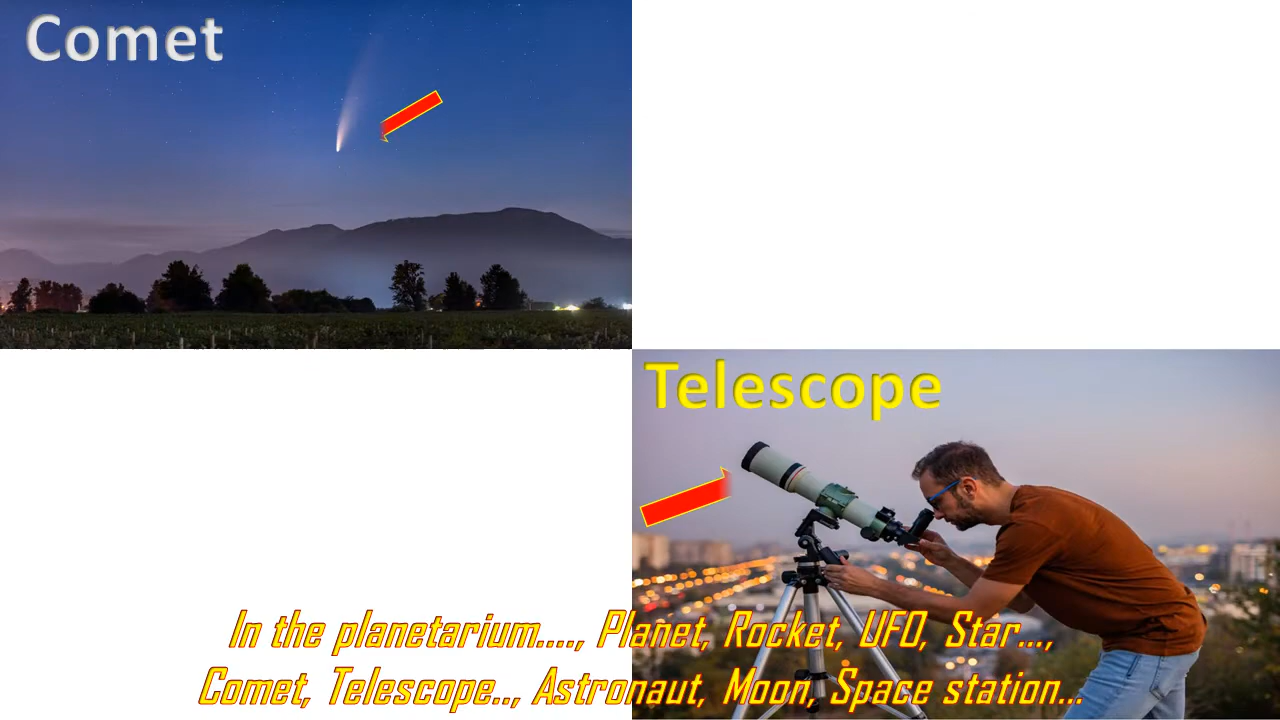 Comet
Telescope
In the planetarium...., Planet, Rocket, UFO, Star...,
Comet, Telescope.., Astronaut, Moon, Space station...